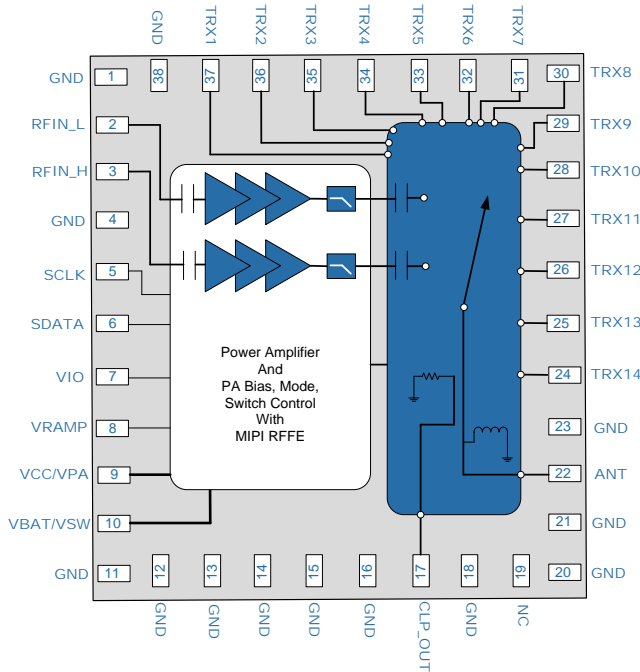 GND
TRX1
TRX2
TRX3
TRX4
TRX5
TRX6
TRX7
38
37
36
35
34
33
32
31
30
TRX8
GND
1
RFIN_L
2
RFIN_H
3
GND
4
SCLK
5
SDATA
6
VIO
7
VRAMP
8
VCC/VPA
9
VBAT/VSW
10
GND
11
Power Amplifier
And
PA Bias, Mode,
Switch Control
With
MIPI RFFE
29
TRX9
28
TRX10
27
TRX11
26
TRX12
25
TRX13
24
TRX14
23
GND
22
ANT
21
GND
20
GND
12
13
14
15
16
17
18
19
GND
GND
GND
GND
GND
CLP_OUT
GND
NC